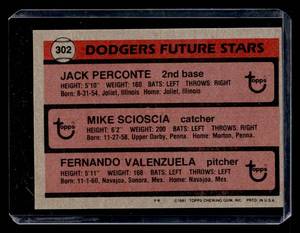 302
DODGERS FUTURE STARS
JACK PERCONTE 2nd base
HEIGHT: 5'10" WEIGHT: 160 BATS: LEFT THROWS: RIGHT
Born: 8-31-54, Joliet, Illinois Home: Joliet, Illinois
Topps
MIKE SCIOSCIA catcher
HEIGHT: 6'2" WEIGHT: 200 BATS: LEFT THROWS: RIGHT
Born: 11-27-58, Upper Darby, Penna. Home: Morton, Penna.
Topps
FERNANDO VALENZUELA pitcher
HEIGHT: 5'11" WEIGHT: 168 BATS: LEFT THROWS: LEFT
Born: 11-1-60, Navajoa, Sonora, Mex. Home: Navajoa, Mex.
Topps
©1981 TOPPS CHEWING GUM, INC. PRTD. IN U.S.A.